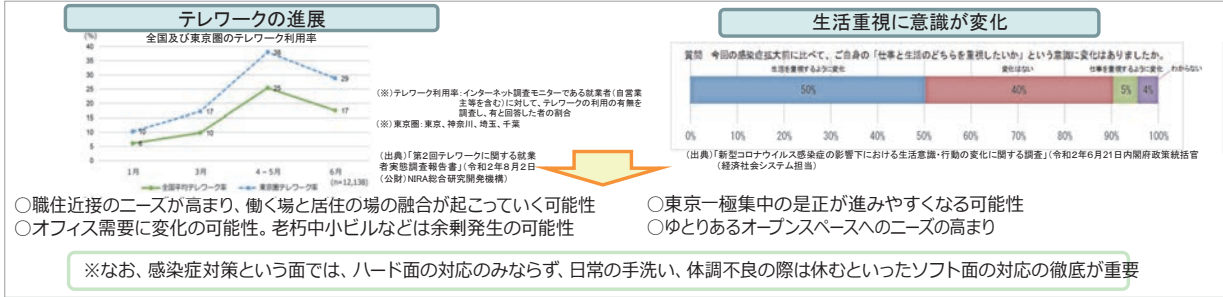 テレワークの進展
全国及び東京圏のテレワーク利用率
(%)
40
35
30
25
20
15
10
5
0
38
29
25
17
17
10
10
6
1月
3月
4－5月
6月
(n=12,138)
全国平均テレワーク率
東京圏テレワーク率
(※)テレワーク利用率：インターネット調査モニターである就業者(自営業
主等を含む)に対して、テレワークの利用の有無を
調査し、有と回答した者の割合
(※)東京圏：東京、神奈川、埼玉、千葉
(出典)「第2回テレワークに関する就業
者実態調査報告書」(令和2年8月2日
(公財)NIRA総合研究開発機構)
生活重視に意識が変化
質問　今回の感染症拡大前に比べて、ご自身の「仕事と生活のどちらを重視したいか」という意識に変化はありましたか。
生活を重視するように変化
変化はない
仕事を重視するように変化
わからない
50%
40%
5%
4%
0%
10%
20%
30%
40%
50%
60%
70%
80%
90%
100%
(出典)「新型コロナウイルス感染症の影響下における生活意識・行動の変化に関する調査」(令和2年6月21日内閣府政策統括官
(経済社会システム担当)
○職住近接のニーズが高まり、働く場と居住の場の融合が起こっていく可能性
○オフィス需要に変化の可能性。老朽中小ビルなどは余剰発生の可能性
○東京一極集中の是正が進みやすくなる可能性
○ゆとりあるオープンスペースへのニーズの高まり
※なお、感染症対策という面では、ハード面の対応のみならず、日常の手洗い、体調不良の際は休むといったソフト面の対応の徹底が重要